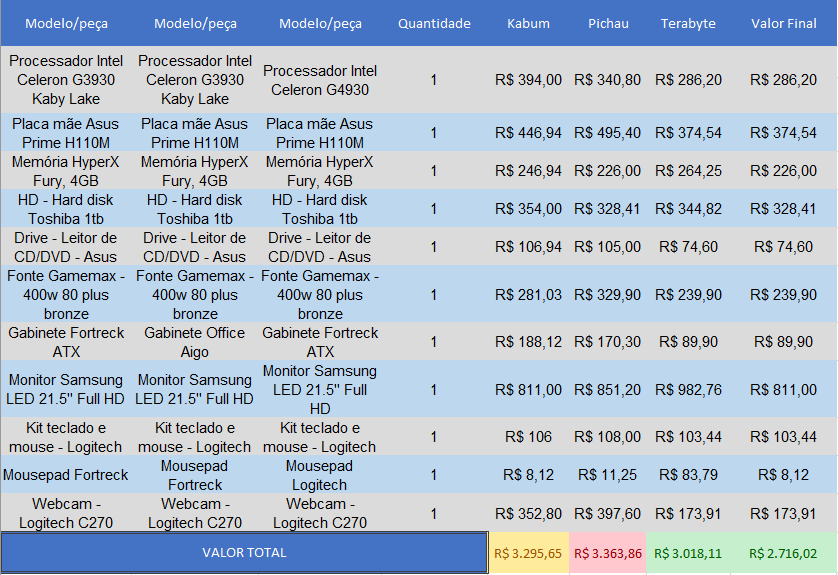 Modelo/peça Modelo/peça Modelo/peça Quantidade Kabum Pichau Terabyte Valor Final
Processador Intel Celeron G3930 Kaby Lake Processador Intel Celeron G3930 Kaby Lake Processador Intel Celeron G4930 1 R$ 394,00 R$ 340,80 R$ 286,20 R$ 286,20
Placa mãe Asus Prime H110M Placa mãe Asus Prime H110M Placa mãe Asus Prime H110M 1 R$ 446,94 R$ 495,40 R$ 374,54 R$ 374,54
Memória HyperX Fury, 4GB Memória HyperX Fury, 4GB Memória HyperX Fury, 4GB 1 R$ 246,94 R$ 226,00 R$ 264,25 R$ 226,00
HD - Hard disk Toshiba 1tb HD - Hard disk Toshiba 1tb HD - Hard disk Toshiba 1tb 1 R$ 354,00 R$ 328,41 R$ 344,82 R$ 328,41
Drive - Leitor de CD/DVD - Asus Drive - Leitor de CD/DVD - Asus Drive - Leitor de CD/DVD - Asus 1 R$ 106,94 R$ 105,00 R$ 74,60 R$ 74,60
Fonte Gamemax - 400w 80 plus bronze Fonte Gamemax - 400w 80 plus bronze Fonte Gamemax - 400w 80 plus bronze 1 R$ 281,03 R$ 329,90 R$ 239,90 R$ 239,90
Gabinete Fortreck ATX Gabinete Office Aigo Gabinete Fortreck ATX 1 R$ 188,12 R$ 170,30 R$ 89,90 R$ 89,90
Monitor Samsung LED 21.5" Full HD Monitor Samsung LED 21.5" Full HD Monitor Samsung LED 21.5" Full HD 1 R$ 811,00 R$ 851,20 R$ 982,76 R$ 811,00
Kit teclado e mouse - Logitech Kit teclado e mouse - Logitech Kit teclado e mouse - Logitech 1 R$ 106 R$ 108,00 R$ 103,44 R$ 103,44
Mousepad Fortreck Mousepad Fortreck Mousepad Logitech 1 R$ 8,12 R$ 11,25 R$ 83,79 R$ 8,12
Webcam - Logitech C270 Webcam - Logitech C270 Webcam - Logitech C270 1 R$ 352,80 R$ 397,60 R$ 173,91 R$ 173,91
VALOR TOTAL R$ 3.295,65 R$ 3.363,86 R$ 3.018,11 R$ 2.716,02